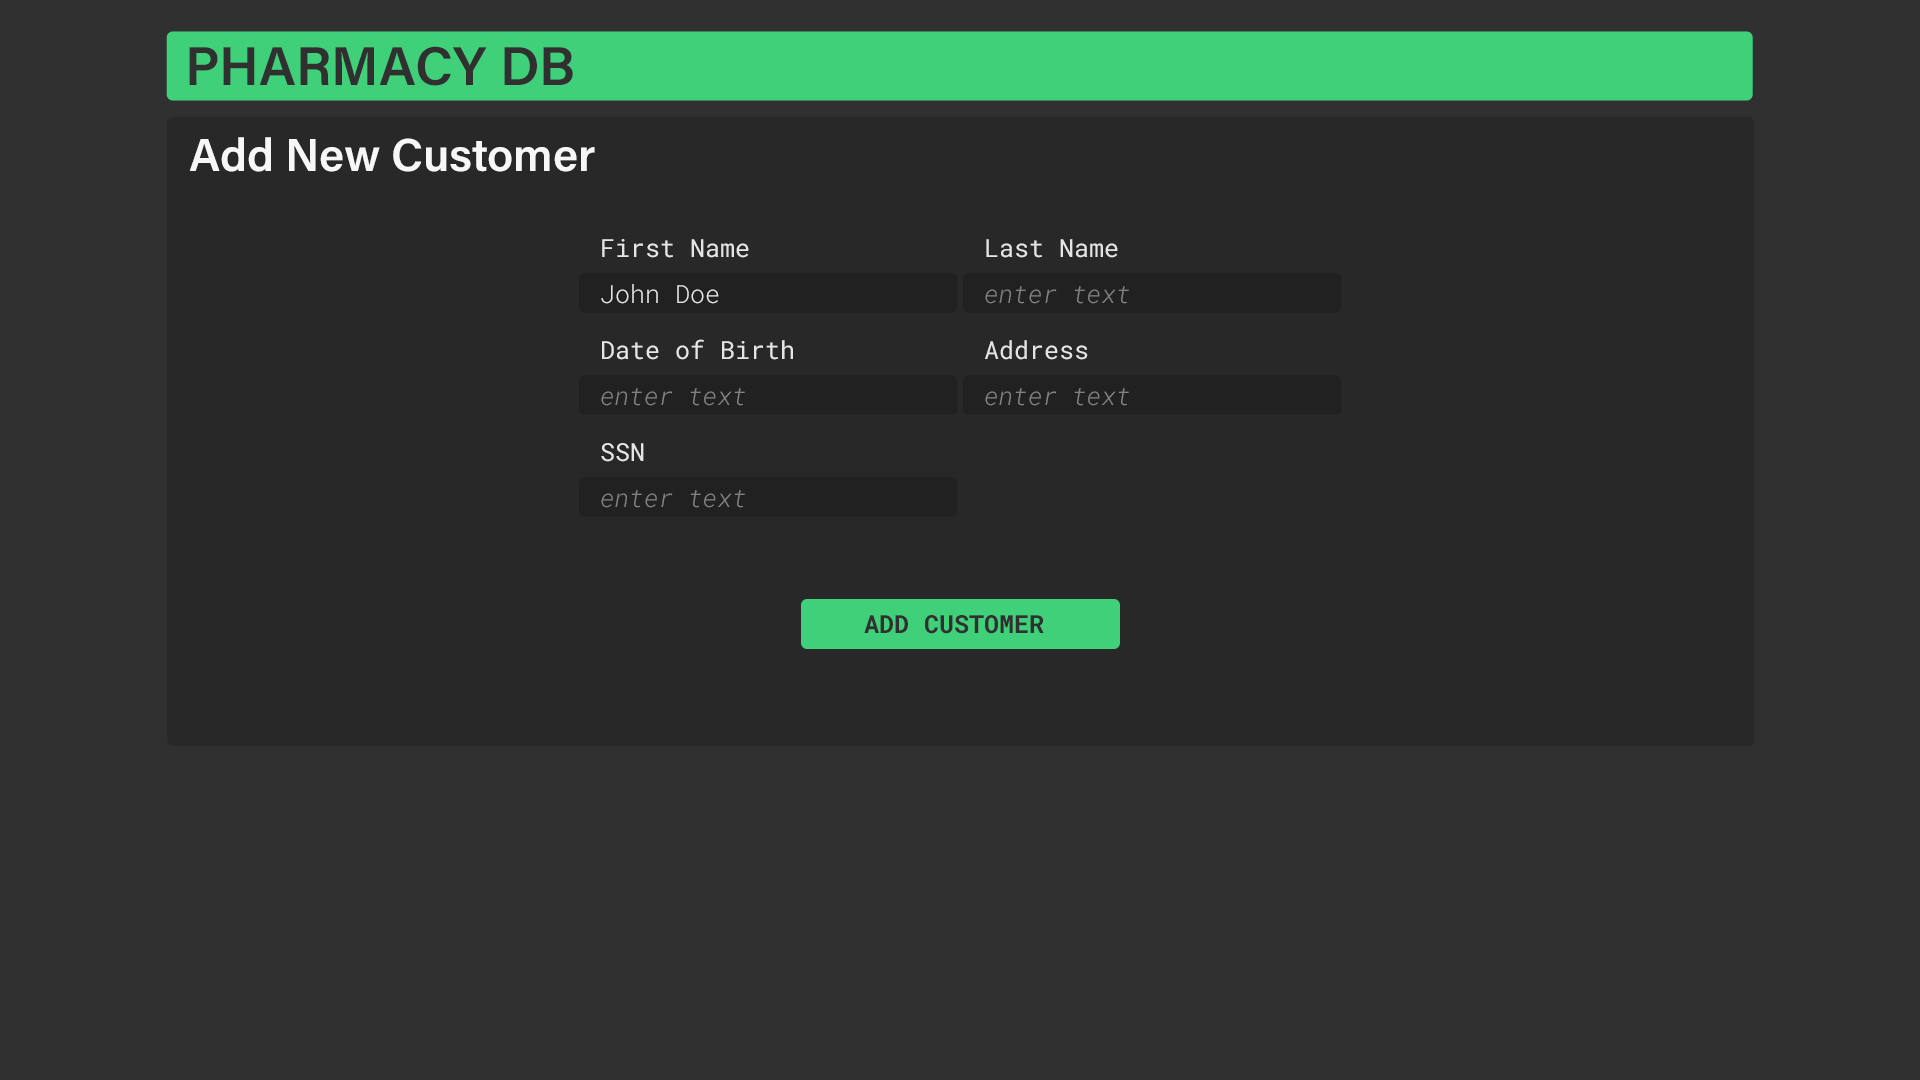 PHARMACY DB
Add New Customer
First Name
Last Name
John Doe
enter text
Date of Birth
Address
enter text
enter text
SSN
enter text
ADD CUSTOMER